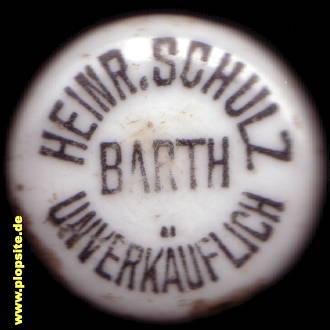 HEINR. SCHULZ
BARTH
UNVERKÄUFLICH
www.plopsite.de